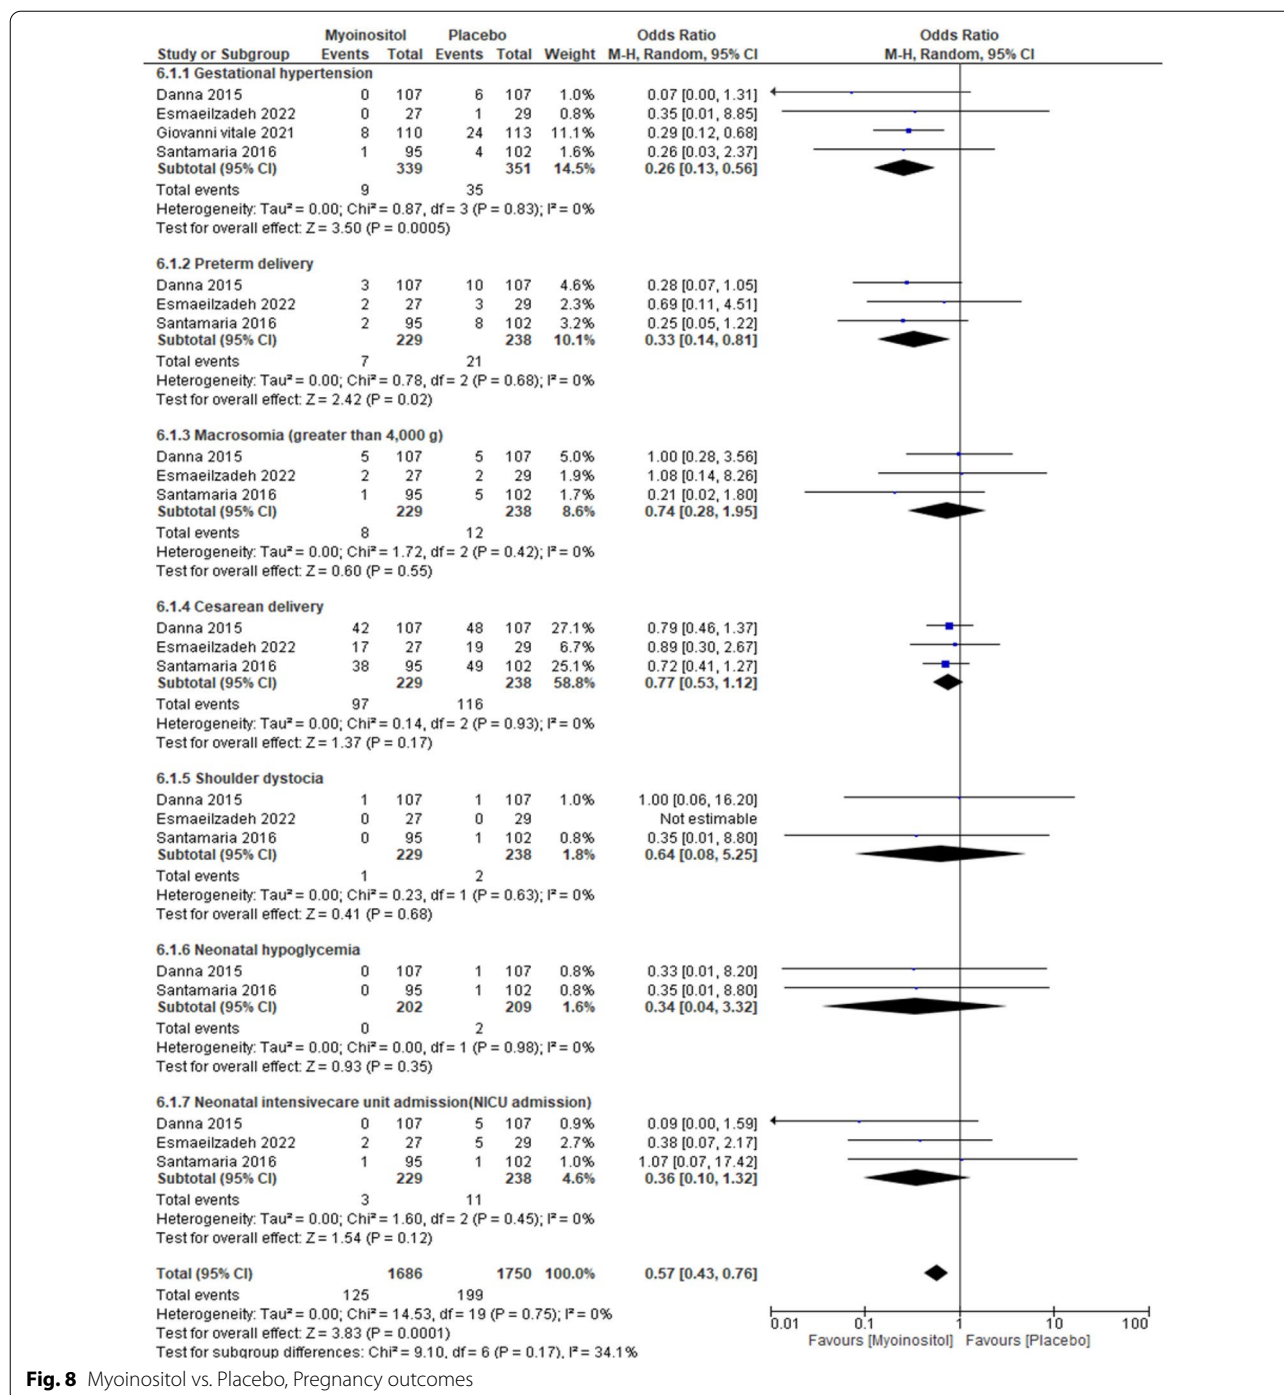 Myoinositol Placebo Odds Ratio Odds Ratio
Study or Subgroup Events Total Events Total Weight M-H, Random, 95% CI M-H, Random, 95% CI
6.1.1 Gestational hypertension
Danna 2015 0 107 6 107 1.0% 0.07 [0.00, 1.31]
Esmaeilzadeh 2022 0 27 1 29 0.8% 0.35 [0.01, 8.85]
Giovanni vitale 2021 8 110 24 113 11.1% 0.29 [0.12, 0.68]
Santamaria 2016 1 95 4 102 1.6% 0.26 [0.03, 2.37]
Subtotal (95% CI) 339 351 14.5% 0.26 [0.13, 0.56]
Total events 9 35
Heterogeneity: Tau² = 0.00; Chi² = 0.87, df = 3 (P = 0.83); I² = 0%
Test for overall effect: Z = 3.50 (P = 0.0005)
6.1.2 Preterm delivery
Danna 2015 3 107 10 107 4.6% 0.28 [0.07, 1.05]
Esmaeilzadeh 2022 2 27 3 29 2.3% 0.69 [0.11, 4.51]
Santamaria 2016 2 95 8 102 3.2% 0.25 [0.05, 1.22]
Subtotal (95% CI) 229 238 10.1% 0.33 [0.14, 0.81]
Total events 7 21
Heterogeneity: Tau² = 0.00; Chi² = 0.78, df = 2 (P = 0.68); I² = 0%
Test for overall effect: Z = 2.42 (P = 0.02)
6.1.3 Macrosomia (greater than 4,000 g)
Danna 2015 5 107 5 107 5.0% 1.00 [0.28, 3.56]
Esmaeilzadeh 2022 2 27 2 29 1.9% 1.08 [0.14, 8.26]
Santamaria 2016 1 95 5 102 1.7% 0.21 [0.02, 1.80]
Subtotal (95% CI) 229 238 8.6% 0.74 [0.28, 1.95]
Total events 8 12
Heterogeneity: Tau² = 0.00; Chi² = 1.72, df = 2 (P = 0.42); I² = 0%
Test for overall effect: Z = 0.60 (P = 0.55)
6.1.4 Cesarean delivery
Danna 2015 42 107 48 107 27.1% 0.79 [0.46, 1.37]
Esmaeilzadeh 2022 17 27 19 29 6.7% 0.89 [0.30, 2.67]
Santamaria 2016 38 95 49 102 25.1% 0.72 [0.41, 1.27]
Subtotal (95% CI) 229 238 58.8% 0.77 [0.53, 1.12]
Total events 97 116
Heterogeneity: Tau² = 0.00; Chi² = 0.14, df = 2 (P = 0.93); I² = 0%
Test for overall effect: Z = 1.37 (P = 0.17)
6.1.5 Shoulder dystocia
Danna 2015 1 107 1 107 1.0% 1.00 [0.06, 16.20]
Esmaeilzadeh 2022 0 27 0 29 Not estimable
Santamaria 2016 0 95 1 102 0.8% 0.35 [0.01, 8.80]
Subtotal (95% CI) 229 238 1.8% 0.64 [0.08, 5.25]
Total events 1 2
Heterogeneity: Tau² = 0.00; Chi² = 0.23, df = 1 (P = 0.63); I² = 0%
Test for overall effect: Z = 0.41 (P = 0.68)
6.1.6 Neonatal hypoglycemia
Danna 2015 0 107 1 107 0.8% 0.33 [0.01, 8.20]
Santamaria 2016 0 95 1 102 0.8% 0.35 [0.01, 8.80]
Subtotal (95% CI) 202 209 1.6% 0.34 [0.04, 3.32]
Total events 0 2
Heterogeneity: Tau² = 0.00; Chi² = 0.00, df = 1 (P = 0.98); I² = 0%
Test for overall effect: Z = 0.93 (P = 0.35)
6.1.7 Neonatal intensivecare unit admission(NICU admission)
Danna 2015 0 107 5 107 0.9% 0.09 [0.00, 1.59]
Esmaeilzadeh 2022 2 27 5 29 2.7% 0.38 [0.07, 2.17]
Santamaria 2016 1 95 1 102 1.0% 1.07 [0.07, 17.42]
Subtotal (95% CI) 229 238 4.6% 0.36 [0.10, 1.32]
Total events 3 11
Heterogeneity: Tau² = 0.00; Chi² = 1.60, df = 2 (P = 0.45); I² = 0%
Test for overall effect: Z = 1.54 (P = 0.12)
Total (95% CI) 1686 1750 100.0% 0.57 [0.43, 0.76]
Total events 125 199
Heterogeneity: Tau² = 0.00; Chi² = 14.53, df = 19 (P = 0.75); I² = 0%
Test for overall effect: Z = 3.83 (P = 0.0001)
Test for subgroup differences: Chi² = 9.10, df = 6 (P = 0.17), I² = 34.1%
0.01 0.1 1 10 100
Favours [Myoinositol] Favours [Placebo]
Fig. 8 Myoinositol vs. Placebo, Pregnancy outcomes